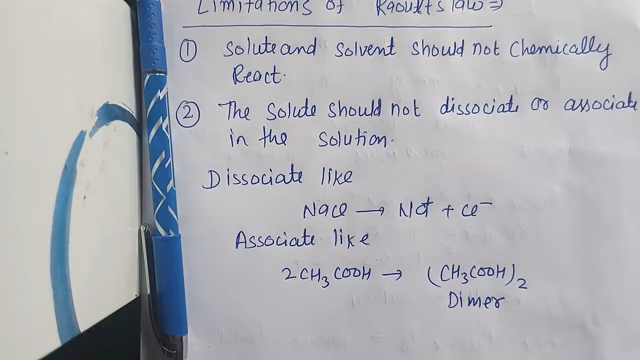 Limitations of Raoult's law ⇒
① Solute and Solvent Should not Chemically
React.
② The Solute Should not dissociate or associate
in the Solution.
Dissociate like
NaCl → Na⁺ + Cl⁻
Associate like
2CH₃COOH → (CH₃COOH)₂
Dimer